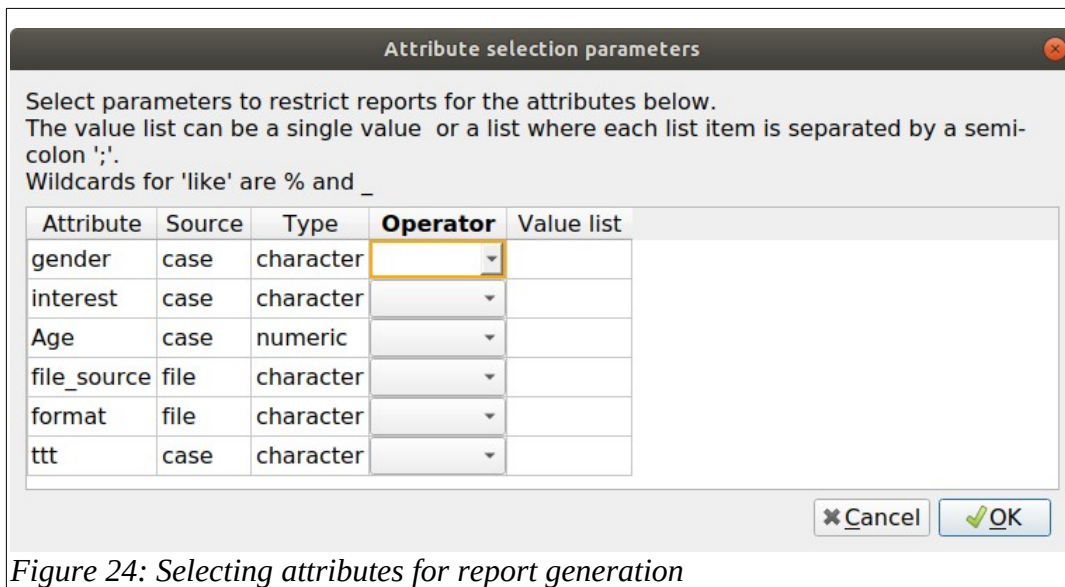 Attribute selection parameters
Select parameters to restrict reports for the attributes below.
The value list can be a single value  or a list where each list item is separated by a semi-
colon ';'.
Wildcards for 'like' are % and _
Attribute Source Type Operator Value list
gender case character
interest case character
Age case numeric
file_source file character
format file character
ttt case character
Cancel OK
Figure 24: Selecting attributes for report generation